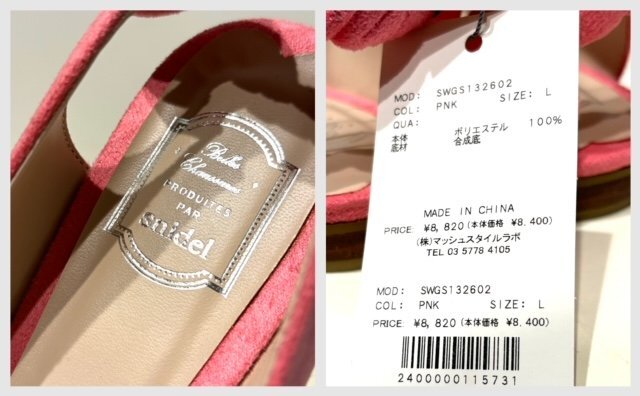 Belles
Chaussures
PRODUITES
PAR
snidel
MOD: SWGS132602
COL: PNK SIZE: L
QUA:
本体 ポリエステル 100%
底材 合成底
MADE IN CHINA
PRICE: ¥8, 820 (本体価格 ¥8. 400)
(株)マッシュスタイルラボ
TEL 03 5778 4105
MOD: SWGS132602
COL: PNK SIZE: L
PRICE: ¥8, 820 (本体価格 ¥8. 400)
2400000115731